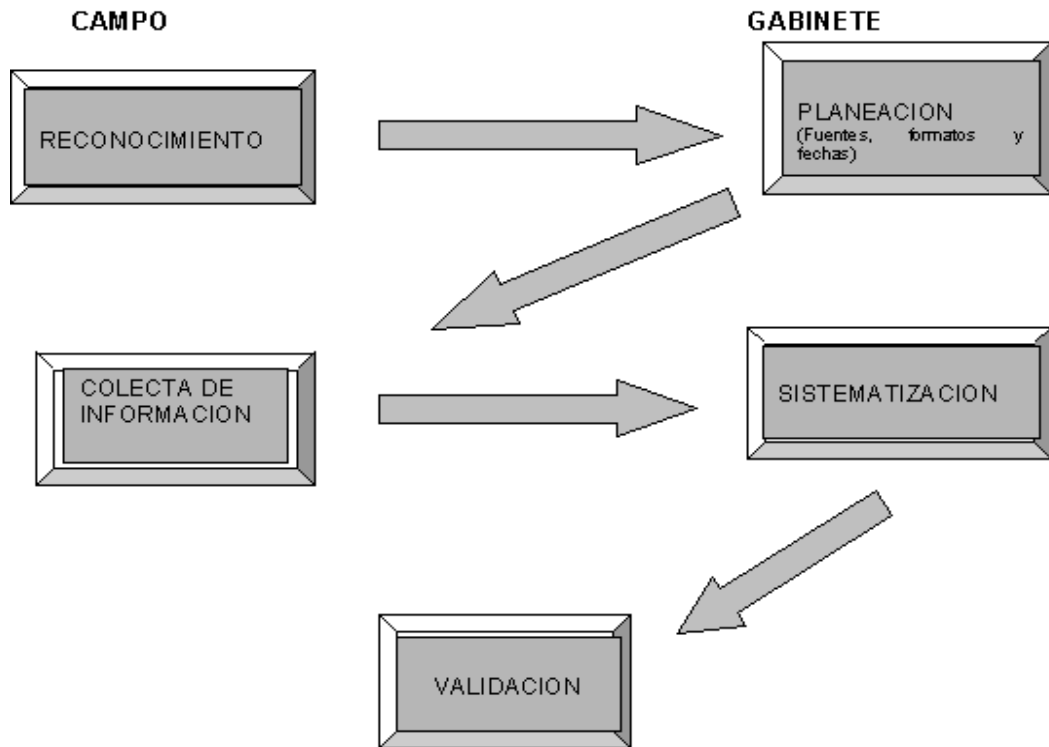 CAMPO
GABINETE
RECONOCIMIENTO
PLANEACION
(Fuentes, formatos y
fechas)
COLECTA DE
INFORMACION
SISTEMATIZACION
VALIDACION